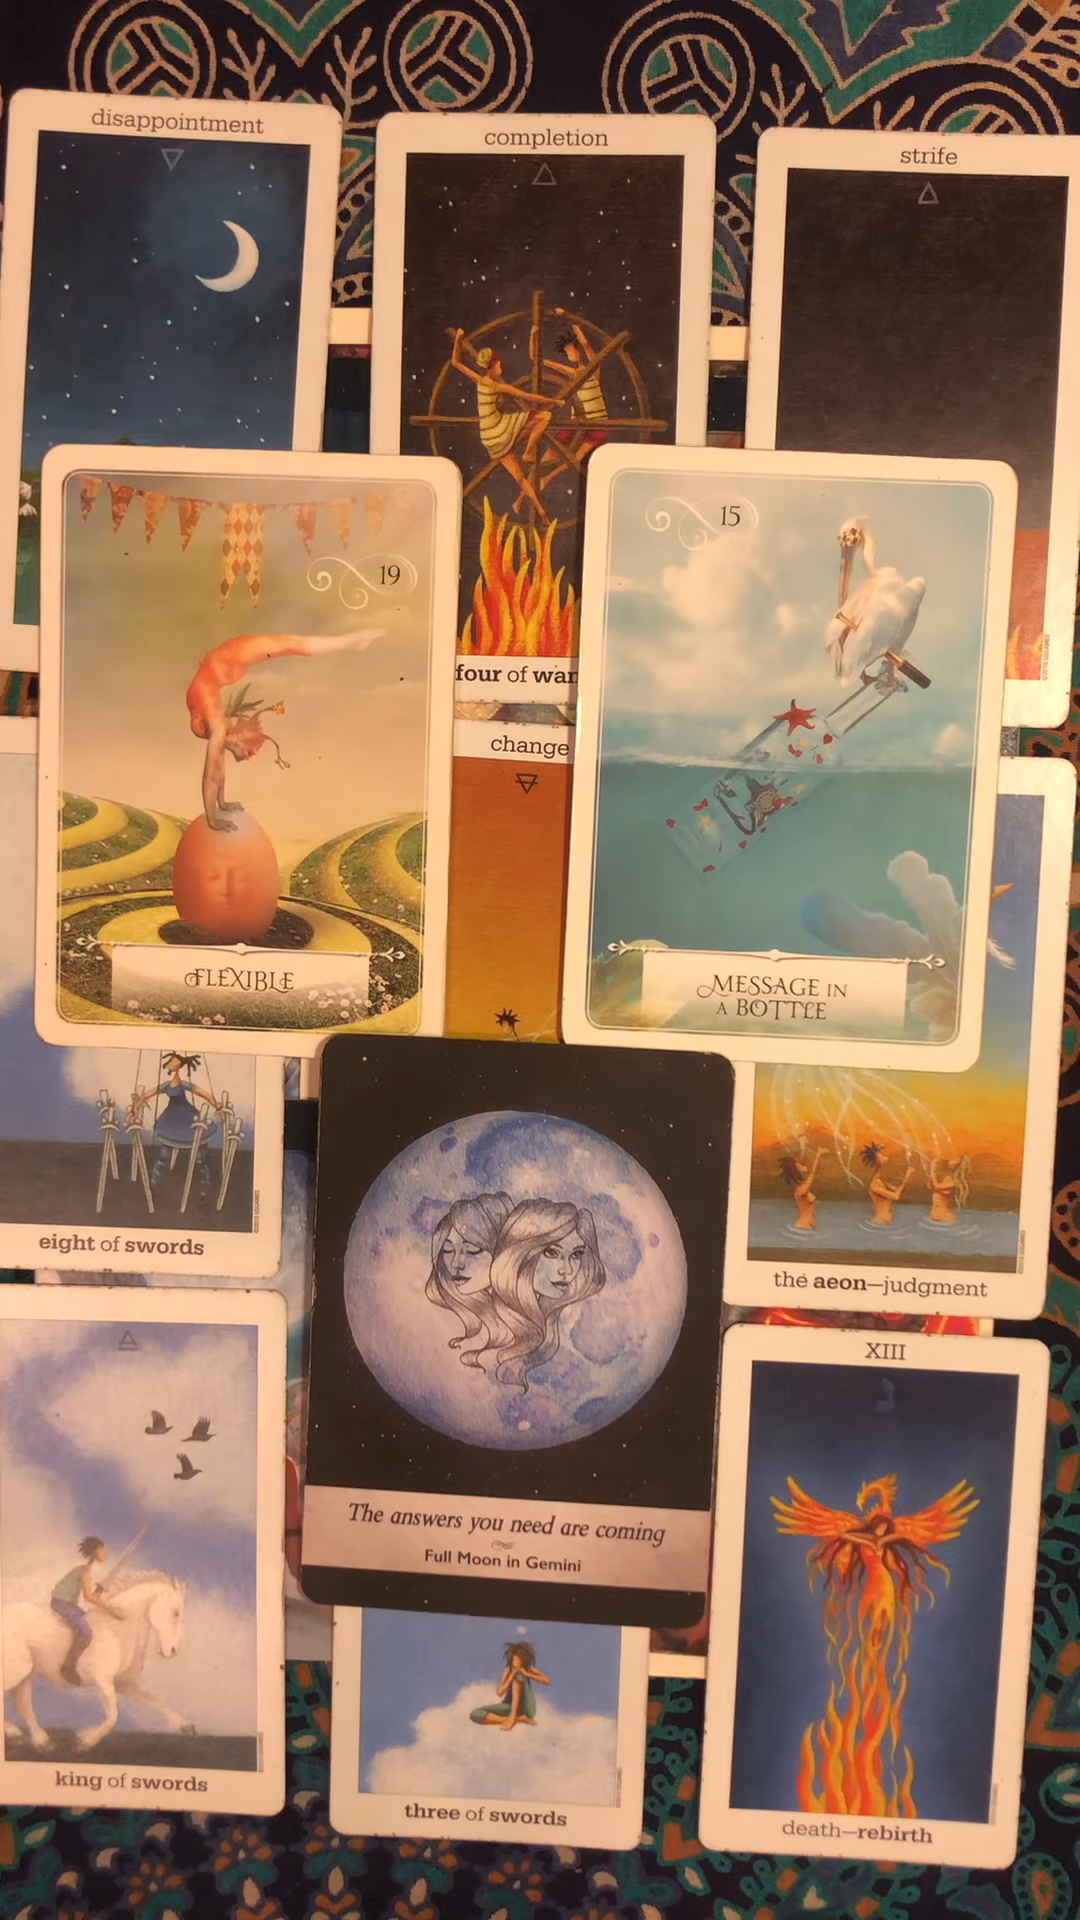 disappointment
completion
strife
19
15
four of wan
change
FLEXIBLE
MESSAGE IN
A BOTTLE
eight of swords
the aeon—judgment
XIII
The answers you need are coming
Full Moon in Gemini
king of swords
three of swords
death—rebirth